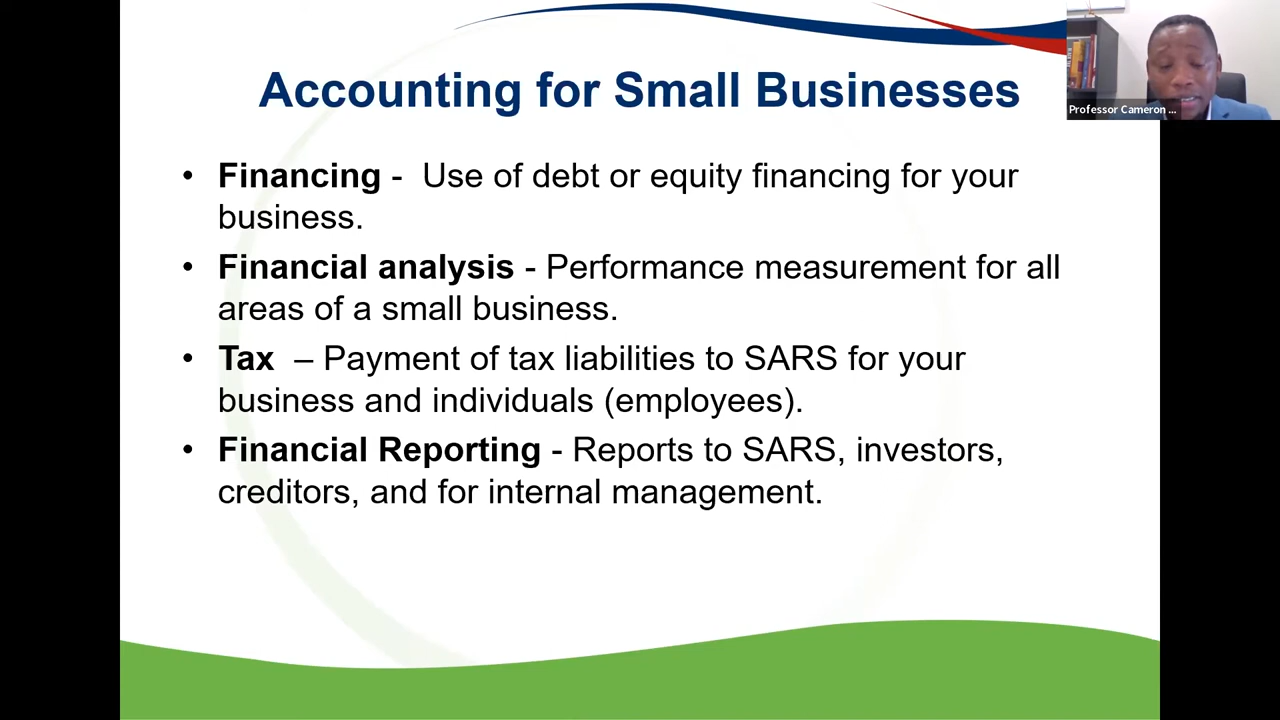 Accounting for Small Businesses
Professor Cameron ...
• Financing - Use of debt or equity financing for your
business.
• Financial analysis - Performance measurement for all
areas of a small business.
• Tax – Payment of tax liabilities to SARS for your
business and individuals (employees).
• Financial Reporting - Reports to SARS, investors,
creditors, and for internal management.